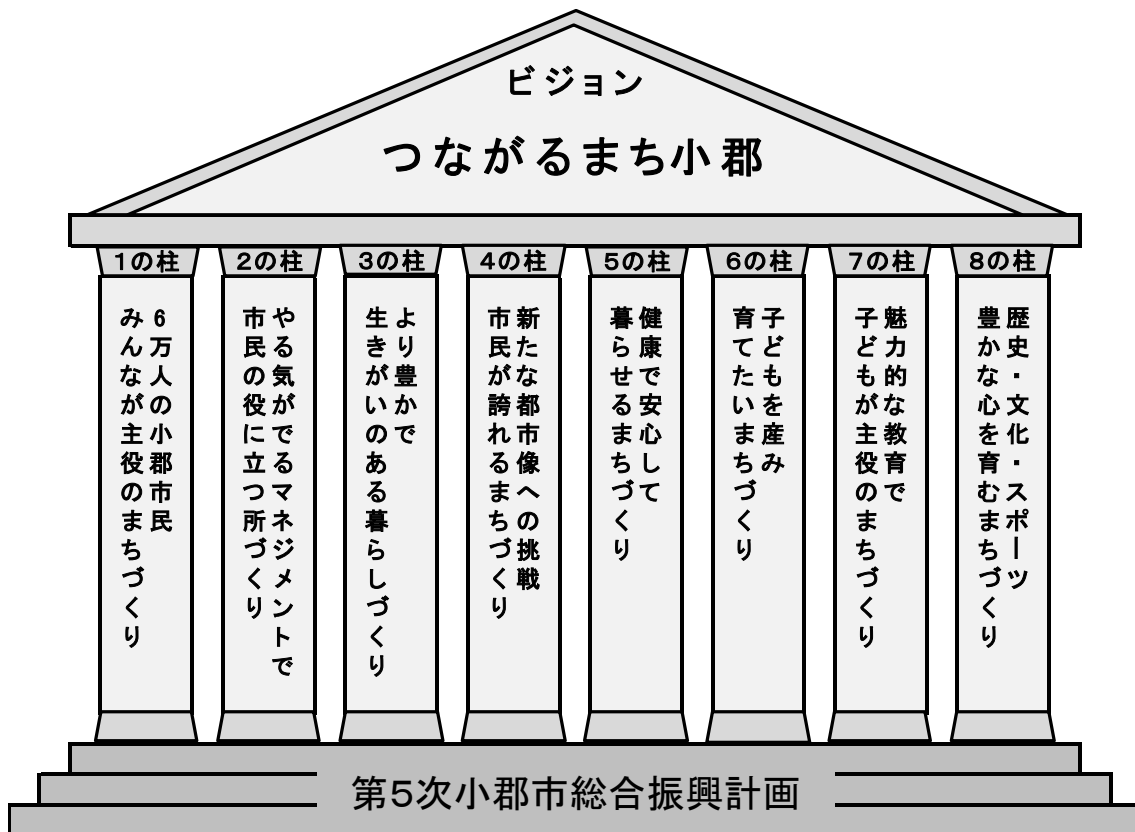 ビジョン
つながるまち小郡
1の柱
6万人の小郡市民
みんなが主役のまちづくり
2の柱
やる気がでるマネジメントで
市民の役に立つ所づくり
3の柱
より豊かで
生きがいのある暮らしづくり
4の柱
新たな都市像への挑戦
市民が誇れるまちづくり
5の柱
健康で安心して
暮らせるまちづくり
6の柱
子どもを産み
育てたいまちづくり
7の柱
魅力的な教育で
子どもが主役のまちづくり
8の柱
歴史・文化・スポーツ
豊かな心を育むまちづくり
第5次小郡市総合振興計画